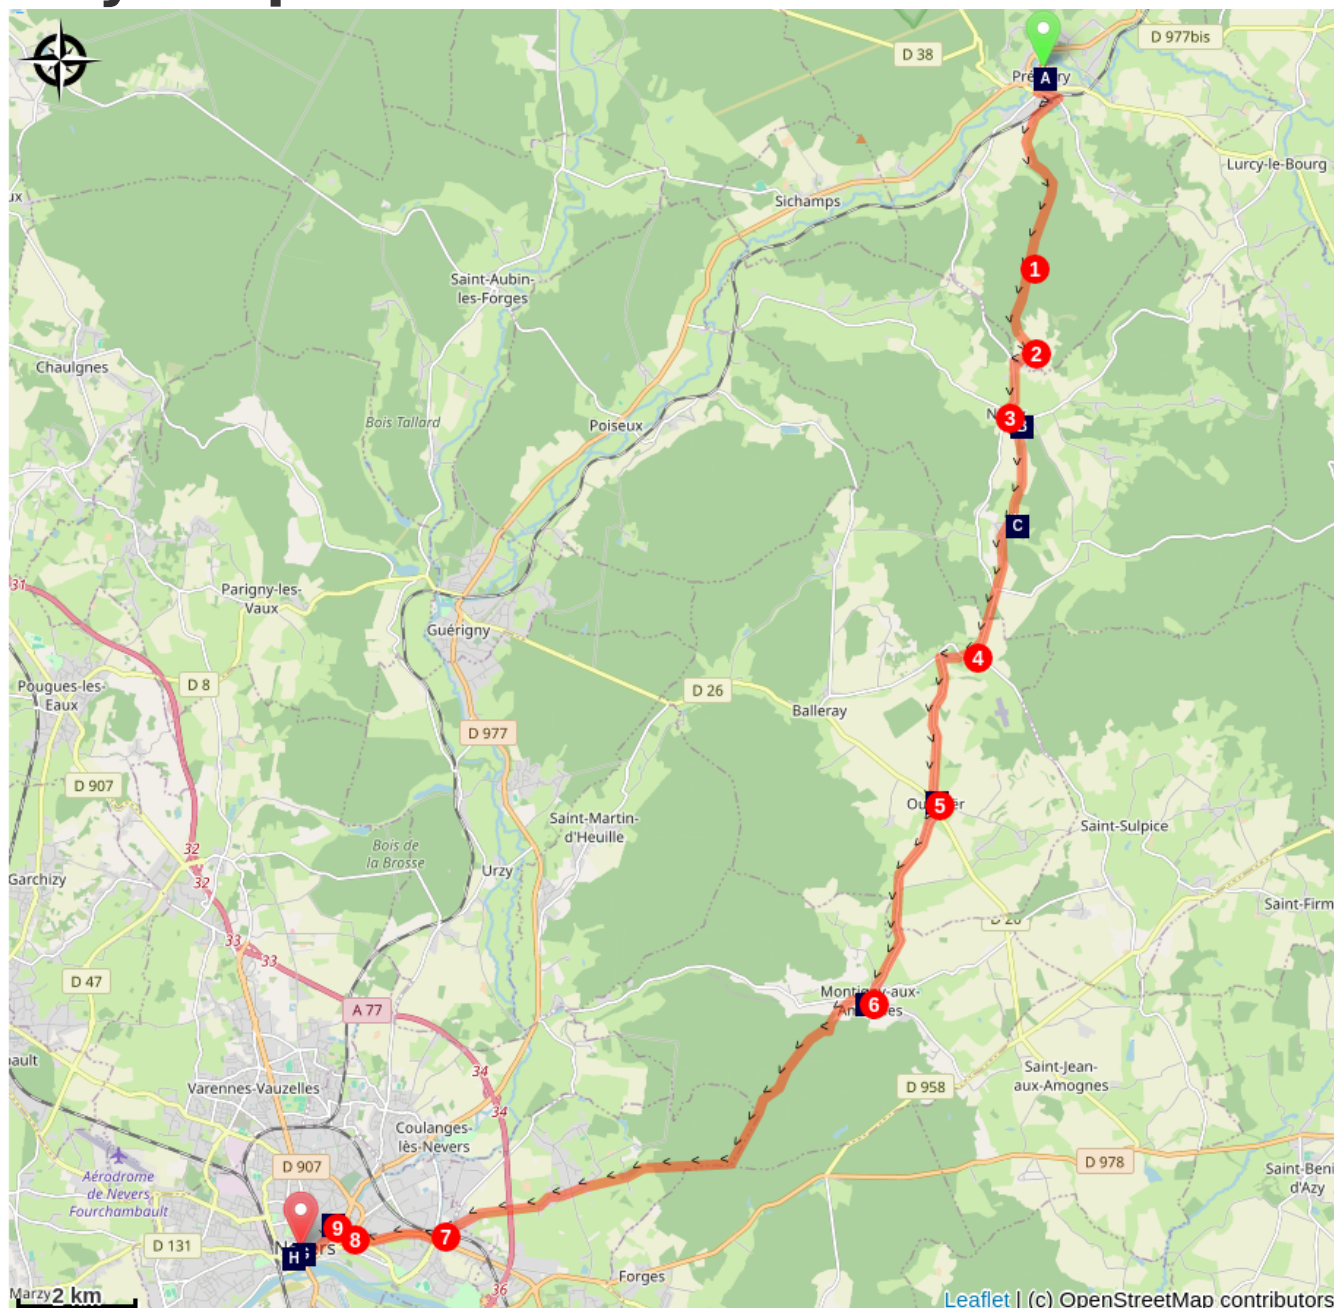 D 977bis
D 38
A
Lurcy-le-Bourg
Sichamps
1
Saint-Aubin-
les-Forges
2
Chaulgnes
3
Bois Tallard
Poiseux
C
31
Parigny-les-
Vaux
Guérigny
4
D 8
D 26
Pougues-les-
Eaux
Balleray
D 977
D 907
5
Saint-Martin-
d'Heuille
Saint-Sulpice
32
Bois de
la Brosse
32
Urzy
Garchizy
33
33
D 47
Montigny-aux-
6
A 77
Saint-Jean-
aux-Amognes
34
D 958
Varennes-Vauzelles
34
Coulanges-
lès-Nevers
D 907
D 978
Aérodrome
de Nevers
Fourchambault
d'Azy
9
8
7
D 131
H
Forges
36
Marzy
2 km
Leaflet | (c) OpenStreetMap contributors